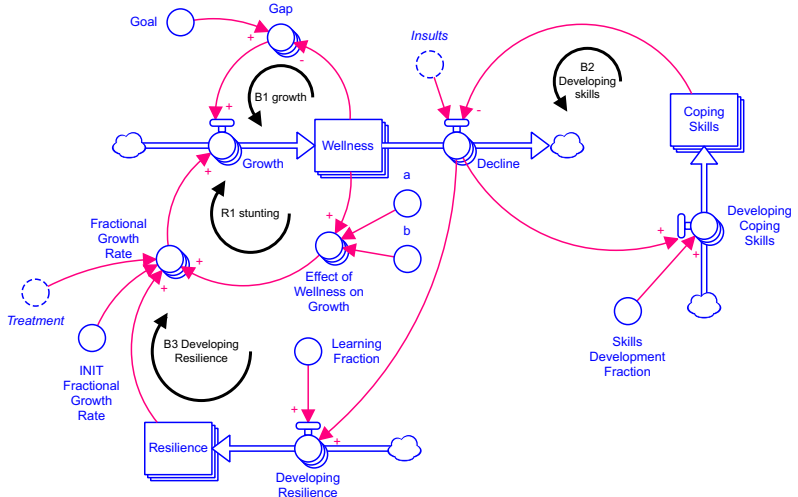 Goal
Gap
+
-
B1 growth
+
Growth
Wellness
Insults
-
Decline
B2
Developing
skills
Coping
Skills
+
R1 stunting
+
a
b
Fractional
Growth
Rate
+
+
+
Effect of
Wellness on
Growth
+
+
Developing
Coping
Skills
Treatment
INIT
Fractional
Growth
Rate
B3 Developing
Resilience
Learning
Fraction
Skills
Development
Fraction
+
+
Resilience
Developing
Resilience